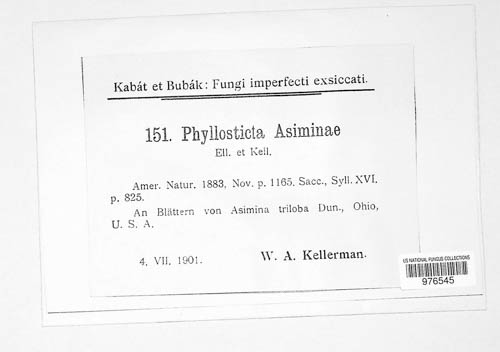 Kabát et Bubák: Fungi imperfecti exsiccati.
151. Phyllosticta Asiminae
Ell. et Kell.
Amer. Natur. 1883, Nov. p. 1165. Sacc., Syll. XVI,
p. 825.
An Blättern von Asimina triloba Dun., Ohio,
U. S. A.
4. VII. 1901.
W. A. Kellerman.
US NATIONAL FUNGUS COLLECTIONS
976545